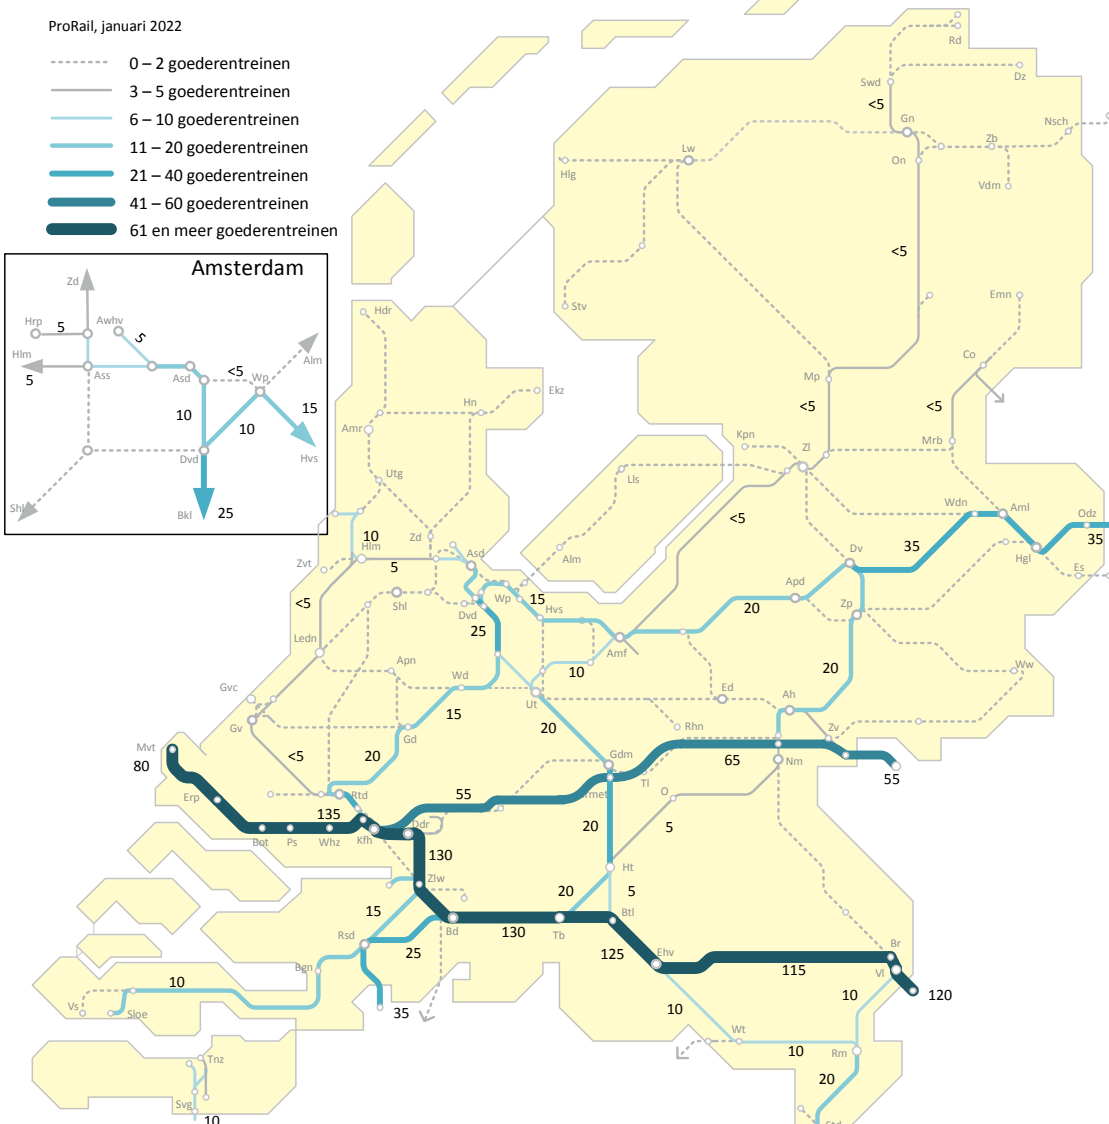 ProRail, januari 2022
0 – 2 goederentreinen
3 – 5 goederentreinen
6 – 10 goederentreinen
11 – 20 goederentreinen
21 – 40 goederentreinen
41 – 60 goederentreinen
61 en meer goederentreinen
Amsterdam
Zd
Hrp
5
Awhv
5
Hlm
5
Ass
Asd
<5
Wp
Alm
10
10
15
Dvd
Hvs
Shl
Bkl
25
Rd
Swd
Dz
<5
Gn
Nsch
Zb
Lw
On
Hlg
Vdm
<5
Stv
Emn
Hdr
Co
Mp
Ekz
Hn
<5
<5
Amr
Kpn
Mrb
Zl
Utg
Lls
Wdn
Aml
Odz
<5
35
35
Zd
10
Hlm
Asd
Hgl
Zvt
5
Alm
Dv
Es
Shl
Wp
15
Apd
<5
Dvd
Hvs
20
Zp
25
Ledn
Amf
Apn
10
Ww
Wd
20
Gvc
Ut
Ed
Ah
15
Gv
Gd
20
Rhn
Zv
Mvt
<5
20
Gdm
65
Nm
80
Tl
55
Erp
Rtd
55
rmet
O
135
Ddr
20
5
Bot
Ps
Whz
Kfh
130
Zlw
Ht
20
5
15
Btl
Rsd
Bd
130
Tb
25
125
Ehv
Br
Bgn
115
Vl
10
10
120
Vs
Sloe
35
10
Wt
10
Rm
Tnz
20
Svg
10
Std